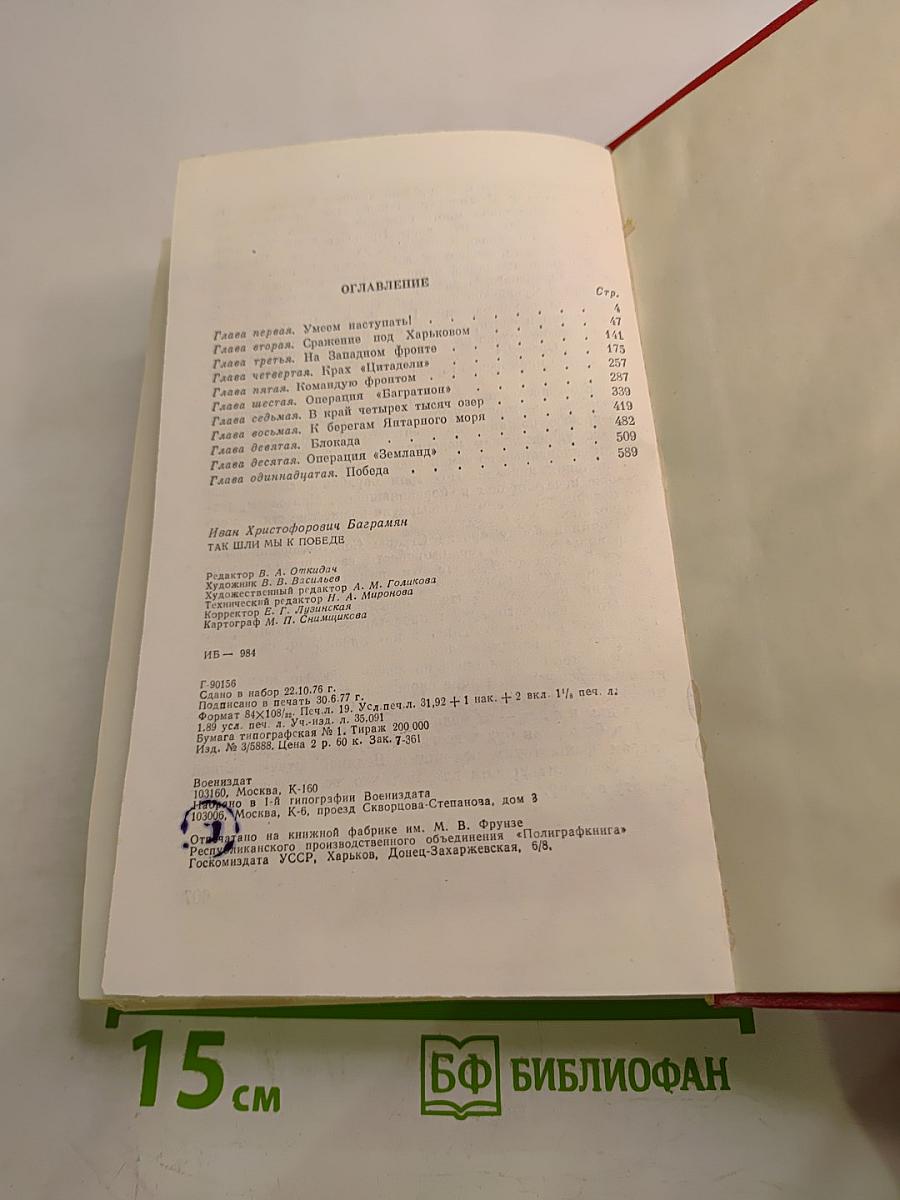 ОГЛАВЛЕНИЕ
Стр.
Глава первая. Умеем наступать! . . . . . . . 4
Глава вторая. Сражение под Харьковом . . . . . 47
Глава третья. На Западном фронте . . . . . . 141
Глава четвертая. Крах «Цитадели» . . . . . . 175
Глава пятая. Командую фронтом . . . . . . . 257
Глава шестая. Операция «Багратион» . . . . . 287
Глава седьмая. В край четырех тысяч озер . . . . 339
Глава восьмая. К берегам Янтарного моря . . . . 419
Глава девятая. Блокада . . . . . . . . 482
Глава десятая. Операция «Земланд» . . . . . . 509
Глава одиннадцатая. Победа . . . . . . . 589
Иван Христофорович Баграмян
ТАК ШЛИ МЫ К ПОБЕДЕ
Редактор В. А. Откидач
Художник В. В. Васильев
Художественный редактор А. М. Голикова
Технический редактор Н. А. Миронова
Корректор Е. Г. Лузинская
Картограф М. П. Снимщикова
ИБ — 984
Г-90156
Сдано в набор 22.10.76 г.
Подписано в печать 30.6.77 г.
Формат 84×108/₃₂. Печ.л. 19. Усл.печ.л. 31,92 + 1 нак. + 2 вкл. 1¹/₈ печ. л.
1,89 усл. печ. л. Уч.-изд. л. 35,091
Бумага типографская № 1. Тираж 200 000
Изд. № 3/5888. Цена 2 р. 60 к. Зак. 7-361
Воениздат
103160, Москва, К-160
Набрано в 1-й типографии Воениздата
103006, Москва, К-6, проезд Скворцова-Степанова, дом 3
Отпечатано на книжной фабрике им. М. В. Фрунзе
Республиканского производственного объединения «Полиграфкнига»
Госкомиздата УССР, Харьков, Донец-Захаржевская, 6/8.
15 см
БФ БИБЛИОФАН